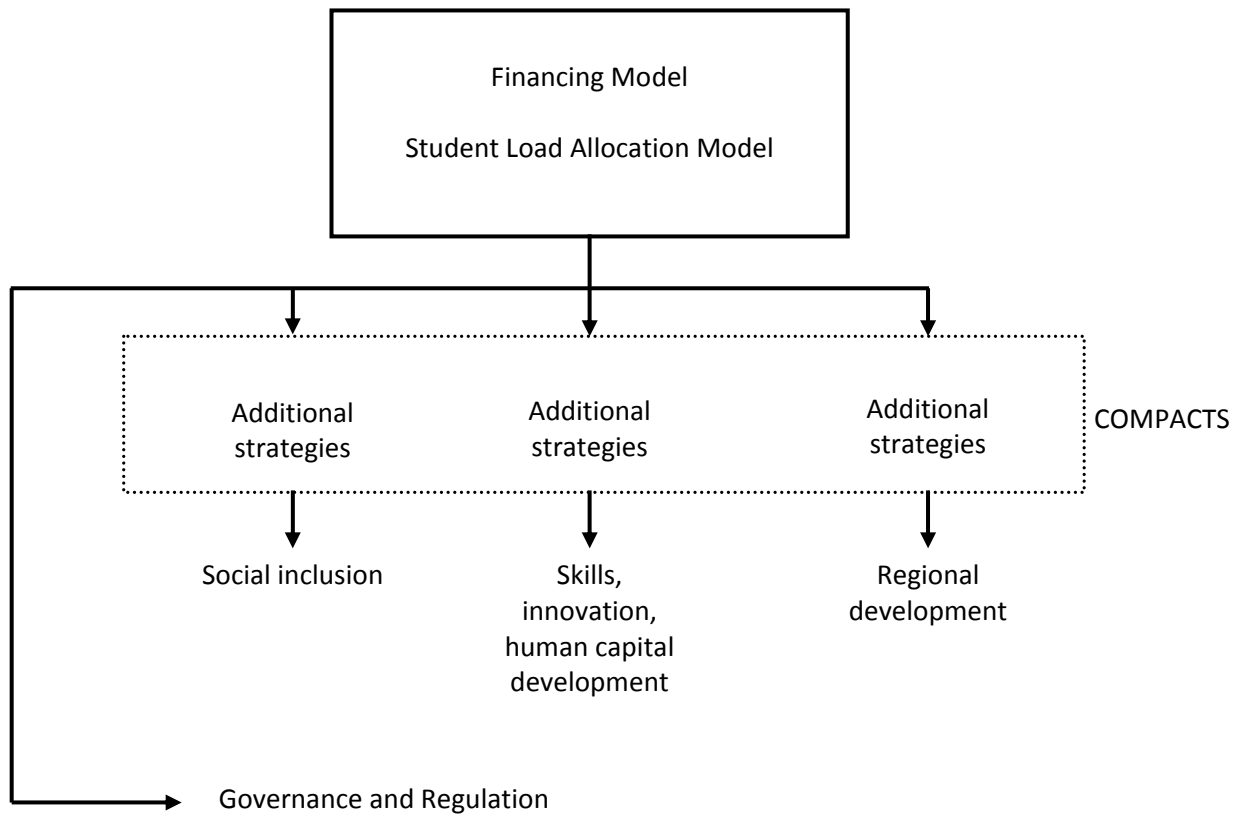 Financing Model
Student Load Allocation Model
Additional
strategies
Additional
strategies
Additional
strategies
COMPACTS
Social inclusion
Skills,
innovation,
human capital
development
Regional
development
Governance and Regulation